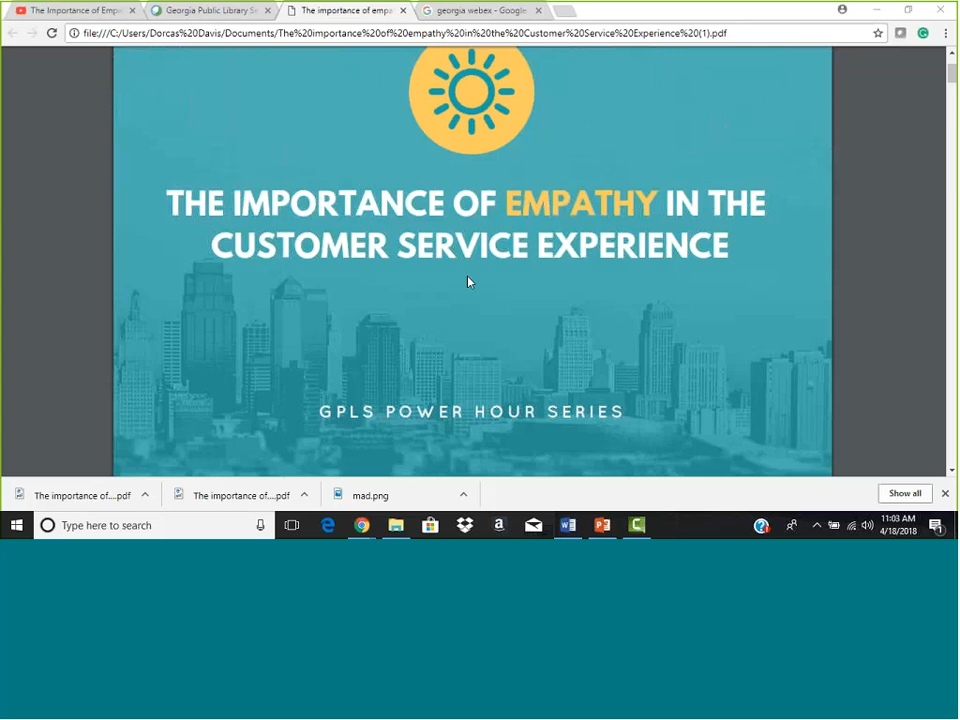 The Importance of Empa
Georgia Public Library Se
The importance of empa
georgia webex - Google
file:///C:/Users/Dorcas%20Davis/Documents/The%20importance%20of%20empathy%20in%20the%20Customer%20Service%20Experience%20(1).pdf
THE IMPORTANCE OF EMPATHY IN THE
CUSTOMER SERVICE EXPERIENCE
GPLS POWER HOUR SERIES
The importance of....pdf
The importance of....pdf
mad.png
Show all
Type here to search
11:03 AM
4/18/2018